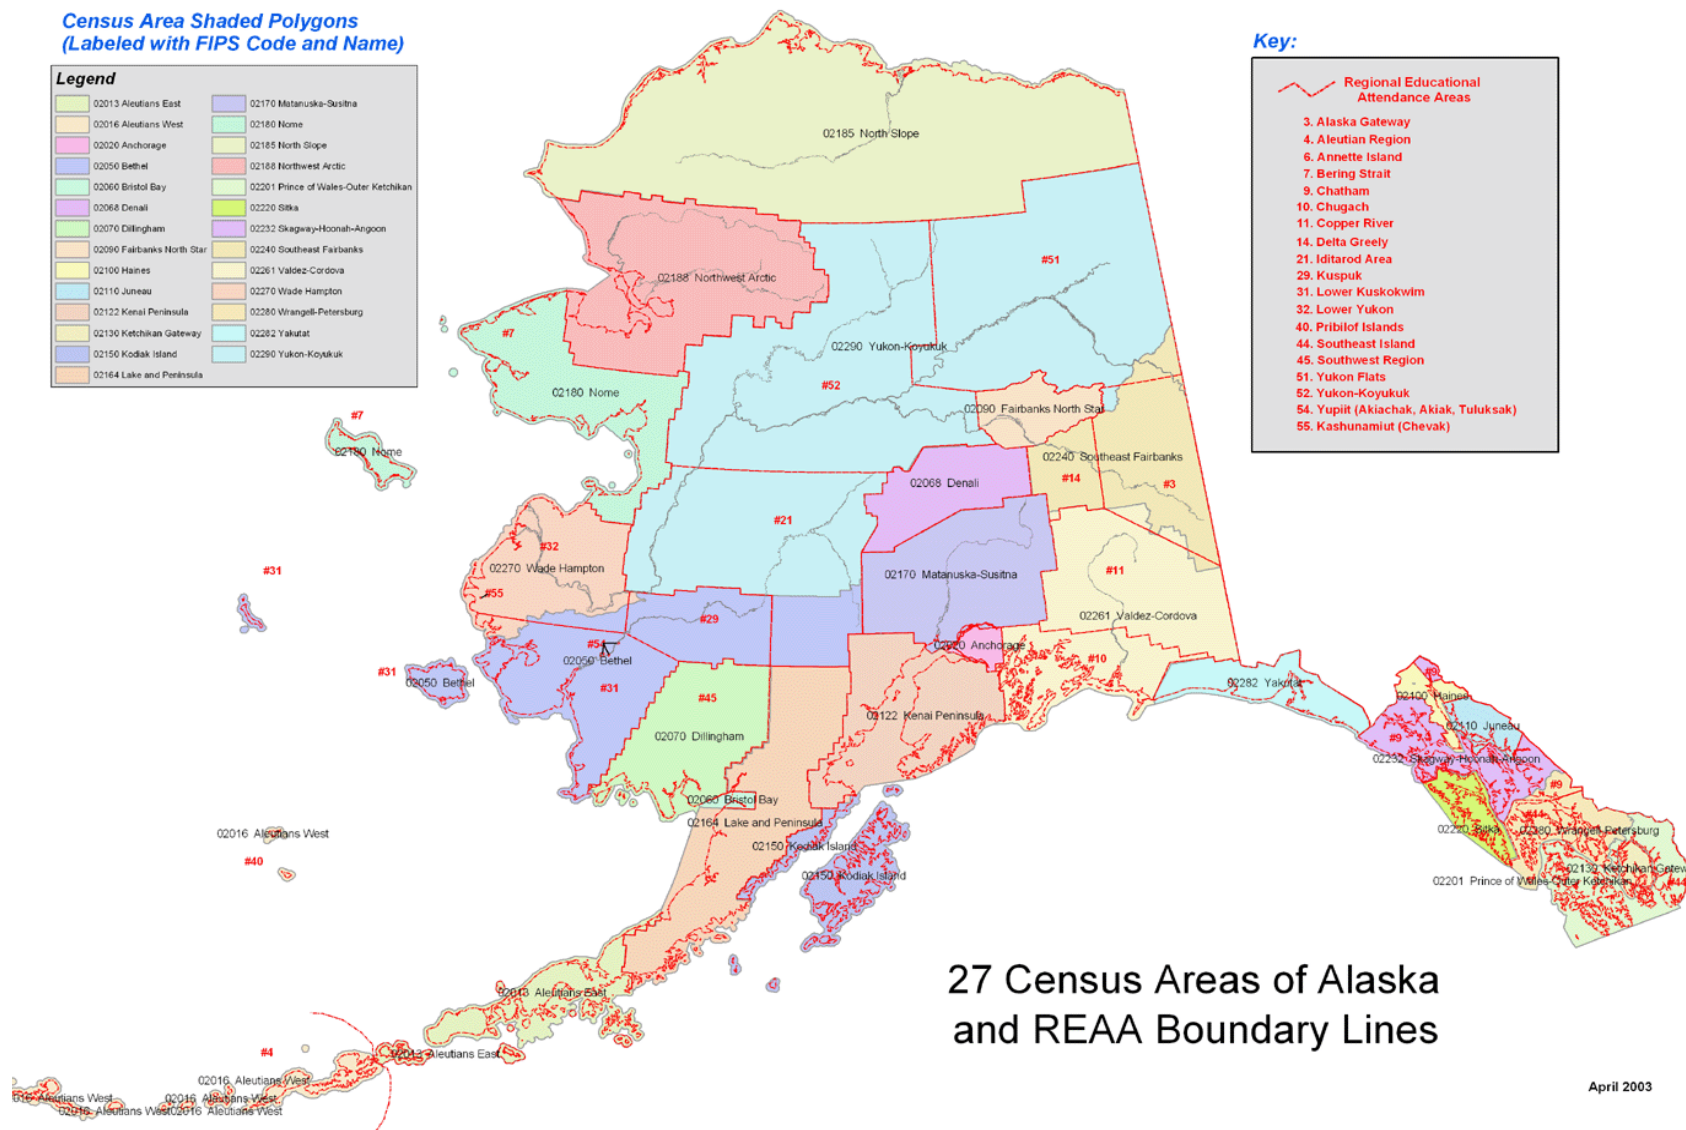 Census Area Shaded Polygons
(Labeled with FIPS Code and Name)
Legend
02013 Aleutians East
02016 Aleutians West
02020 Anchorage
02050 Bethel
02060 Bristol Bay
02068 Denali
02070 Dillingham
02090 Fairbanks North Star
02100 Haines
02110 Juneau
02122 Kenai Peninsula
02130 Ketchikan Gateway
02150 Kodiak Island
02164 Lake and Peninsula
02170 Matanuska-Susitna
02180 Nome
02185 North Slope
02188 Northwest Arctic
02201 Prince of Wales-Outer Ketchikan
02220 Sitka
02232 Skagway-Hoonah-Angoon
02240 Southeast Fairbanks
02261 Valdez-Cordova
02270 Wade Hampton
02280 Wrangell-Petersburg
02282 Yakutat
02290 Yukon-Koyukuk
Key:
Regional Educational
Attendance Areas
3. Alaska Gateway
4. Aleutian Region
6. Annette Island
7. Bering Strait
9. Chatham
10. Chugach
11. Copper River
14. Delta Greely
21. Iditarod Area
29. Kuspuk
31. Lower Kuskokwim
32. Lower Yukon
40. Pribilof Islands
44. Southeast Island
45. Southwest Region
51. Yukon Flats
52. Yukon-Koyukuk
54. Yupiit (Akiachak, Akiak, Tuluksak)
55. Kashunamiut (Chevak)
02185 North Slope
#51
02188 Northwest Arctic
#7
02290 Yukon-Koyukuk
#52
02180 Nome
02090 Fairbanks North Star
#7
02180 Nome
02240 Southeast Fairbanks
#14
#3
02068 Denali
#21
#32
02270 Wade Hampton
#55
#31
02170 Matanuska-Susitna
#11
02261 Valdez-Cordova
#29
#54
02050 Bethel
02020 Anchorage
#10
#31
02050 Bethel
#31
#45
02282 Yakutat
#9
02100 Haines
02122 Kenai Peninsula
02110 Juneau
02070 Dillingham
#9
02232 Skagway-Hoonah-Angoon
#9
02060 Bristol Bay
02164 Lake and Peninsula
#44
02220 Sitka
02280 Wrangell-Petersburg
02016 Aleutians West
#40
02150 Kodiak Island
02150 Kodiak Island
02130 Ketchikan Gatew
02201 Prince of Wales-Outer Ketchikan
#44
02013 Aleutians East
27 Census Areas of Alaska
and REAA Boundary Lines
#4
02013 Aleutians East
02016 Aleutians West
016 Aleutians West
02016 Aleutians West
02016 Aleutians West
02016 Aleutians West
April 2003